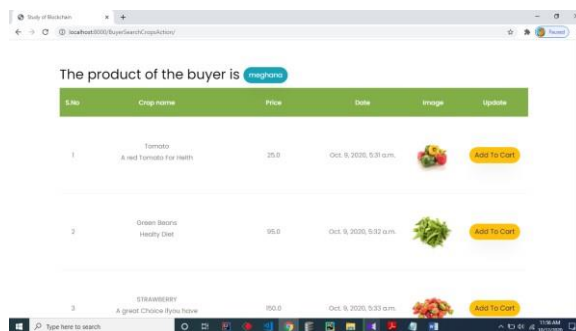 Study of Blockchain
localhost:8000/BuyerSearchCropsAction/
Paused
The product of the buyer is meghana
S.No Crop name Price Date Image Update
1 Tomato 25.0 Oct. 9, 2020, 5:31 a.m. Add To Cart
A red Tomato For Helth
2 Green Beans 95.0 Oct. 9, 2020, 5:32 a.m. Add To Cart
Healty Diet
3 STRAWBERRY 150.0 Oct. 9, 2020, 5:33 a.m. Add To Cart
A great Choice ifyou have
Type here to search
11:56 AM